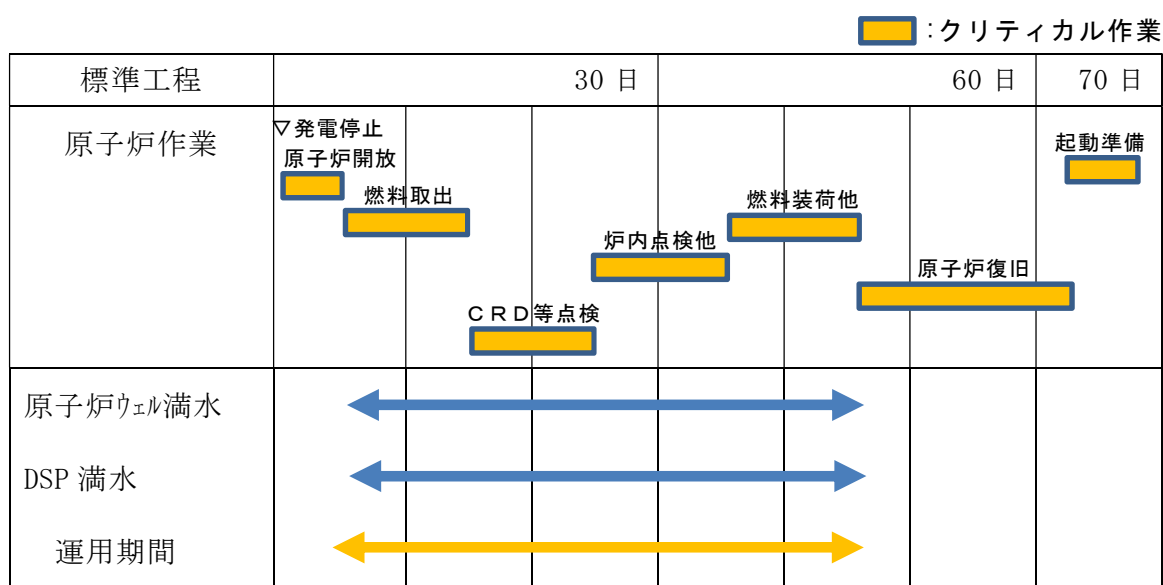 ：クリティカル作業
標準工程
30 日
60 日
70 日
原子炉作業
▽発電停止
原子炉開放
起動準備
燃料取出
燃料装荷他
炉内点検他
原子炉復旧
ＣＲＤ等点検
原子炉ｳｪﾙ満水
DSP 満水
運用期間